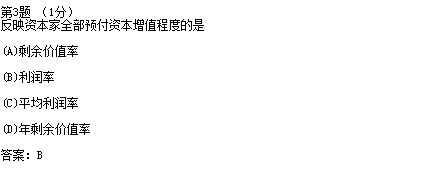 第3题 （1分）
反映资本家全部预付资本增值程度的是
(A)剩余价值率
(B)利润率
(C)平均利润率
(D)年剩余价值率
答案：B